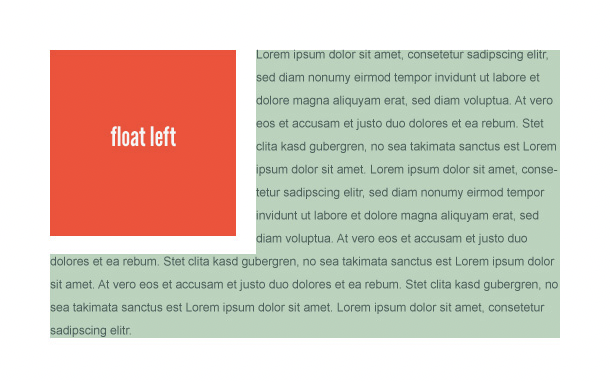 float left
Lorem ipsum dolor sit amet, consetetur sadipscing elitr,
sed diam nonumy eirmod tempor invidunt ut labore et
dolore magna aliquyam erat, sed diam voluptua. At vero
eos et accusam et justo duo dolores et ea rebum. Stet
clita kasd gubergren, no sea takimata sanctus est Lorem
ipsum dolor sit amet. Lorem ipsum dolor sit amet, conse-
tetur sadipscing elitr, sed diam nonumy eirmod tempor
invidunt ut labore et dolore magna aliquyam erat, sed
diam voluptua. At vero eos et accusam et justo duo
dolores et ea rebum. Stet clita kasd gubergren, no sea takimata sanctus est Lorem ipsum dolor
sit amet. At vero eos et accusam et justo duo dolores et ea rebum. Stet clita kasd gubergren, no
sea takimata sanctus est Lorem ipsum dolor sit amet. Lorem ipsum dolor sit amet, consetetur
sadipscing elitr.